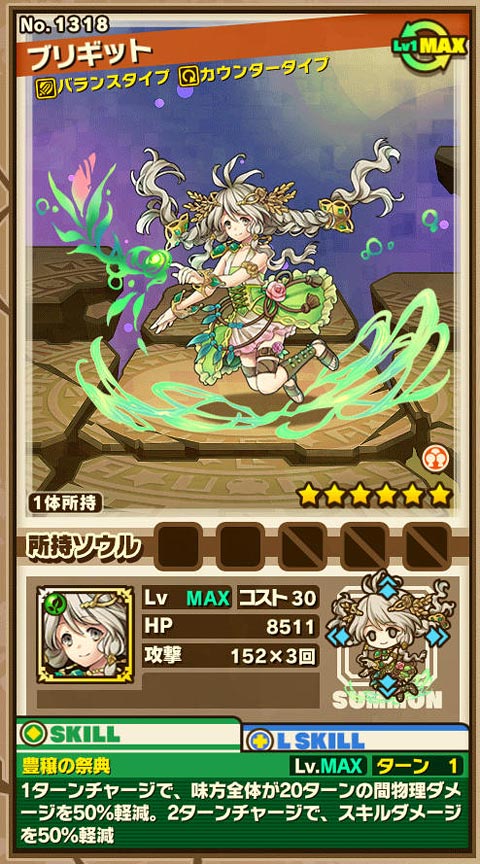 No.1318
ブリギット
Lv1 MAX
バランスタイプ カウンタータイプ
1体所持
所持ソウル
Lv MAX コスト 30
HP 8511
攻撃 152×3回
SUMMON
SKILL
L SKILL
豊穣の祭典 Lv.MAX ターン 1
1ターンチャージで、味方全体が20ターンの間物理ダメ
ージを50%軽減。2ターンチャージで、スキルダメージ
を50%軽減